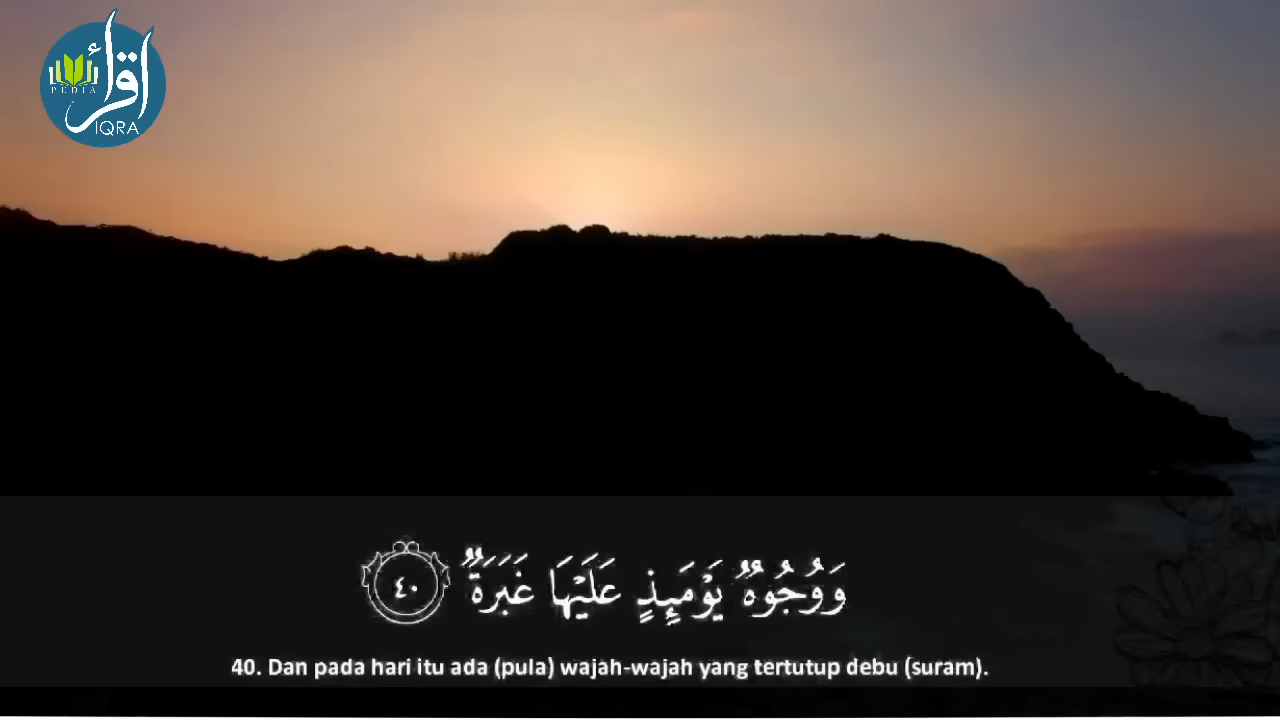 اقرأ
PEDIA
IQRA
وَوُجُوهٌ يَوْمَئِذٍ عَلَيْهَا غَبَرَةٌ ٤٠
40. Dan pada hari itu ada (pula) wajah-wajah yang tertutup debu (suram).